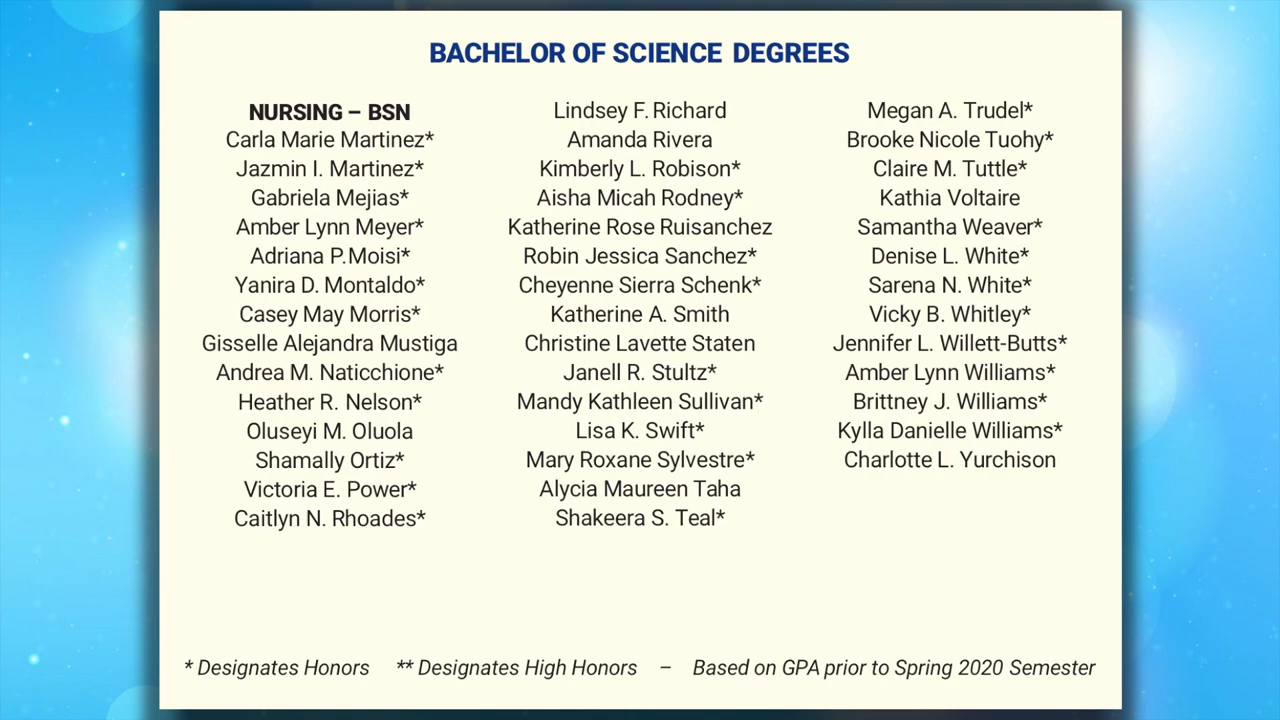 BACHELOR OF SCIENCE DEGREES
NURSING – BSN
Carla Marie Martinez*
Jazmin I. Martinez*
Gabriela Mejias*
Amber Lynn Meyer*
Adriana P.Moisi*
Yanira D. Montaldo*
Casey May Morris*
Gisselle Alejandra Mustiga
Andrea M. Naticchione*
Heather R. Nelson*
Oluseyi M. Oluola
Shamally Ortiz*
Victoria E. Power*
Caitlyn N. Rhoades*
Lindsey F. Richard
Amanda Rivera
Kimberly L. Robison*
Aisha Micah Rodney*
Katherine Rose Ruisanchez
Robin Jessica Sanchez*
Cheyenne Sierra Schenk*
Katherine A. Smith
Christine Lavette Staten
Janell R. Stultz*
Mandy Kathleen Sullivan*
Lisa K. Swift*
Mary Roxane Sylvestre*
Alycia Maureen Taha
Shakeera S. Teal*
Megan A. Trudel*
Brooke Nicole Tuohy*
Claire M. Tuttle*
Kathia Voltaire
Samantha Weaver*
Denise L. White*
Sarena N. White*
Vicky B. Whitley*
Jennifer L. Willett-Butts*
Amber Lynn Williams*
Brittney J. Williams*
Kylla Danielle Williams*
Charlotte L. Yurchison
* Designates Honors ** Designates High Honors – Based on GPA prior to Spring 2020 Semester